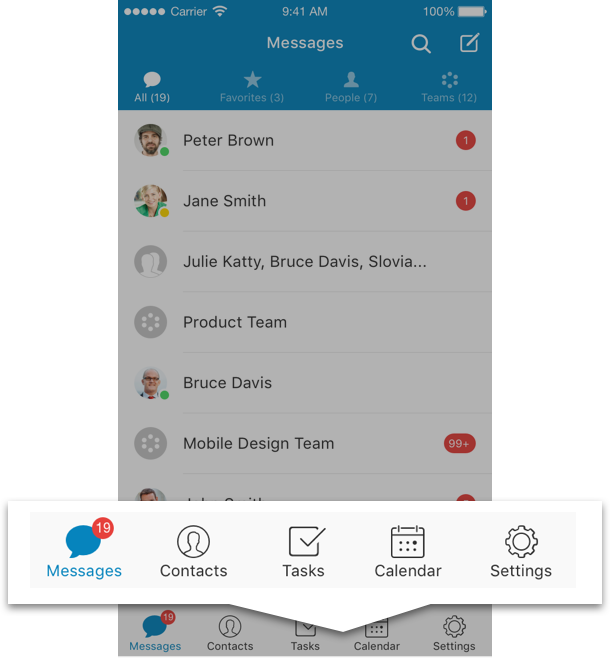 Carrier 9:41 AM 100%
Messages
All (19) Favorites (3) People (7) Teams (12)
Peter Brown 1
Jane Smith 1
Julie Katty, Bruce Davis, Slovia...
Product Team
Bruce Davis
Mobile Design Team 99+
19
Messages Contacts Tasks Calendar Settings
19
Messages Contacts Tasks Calendar Settings